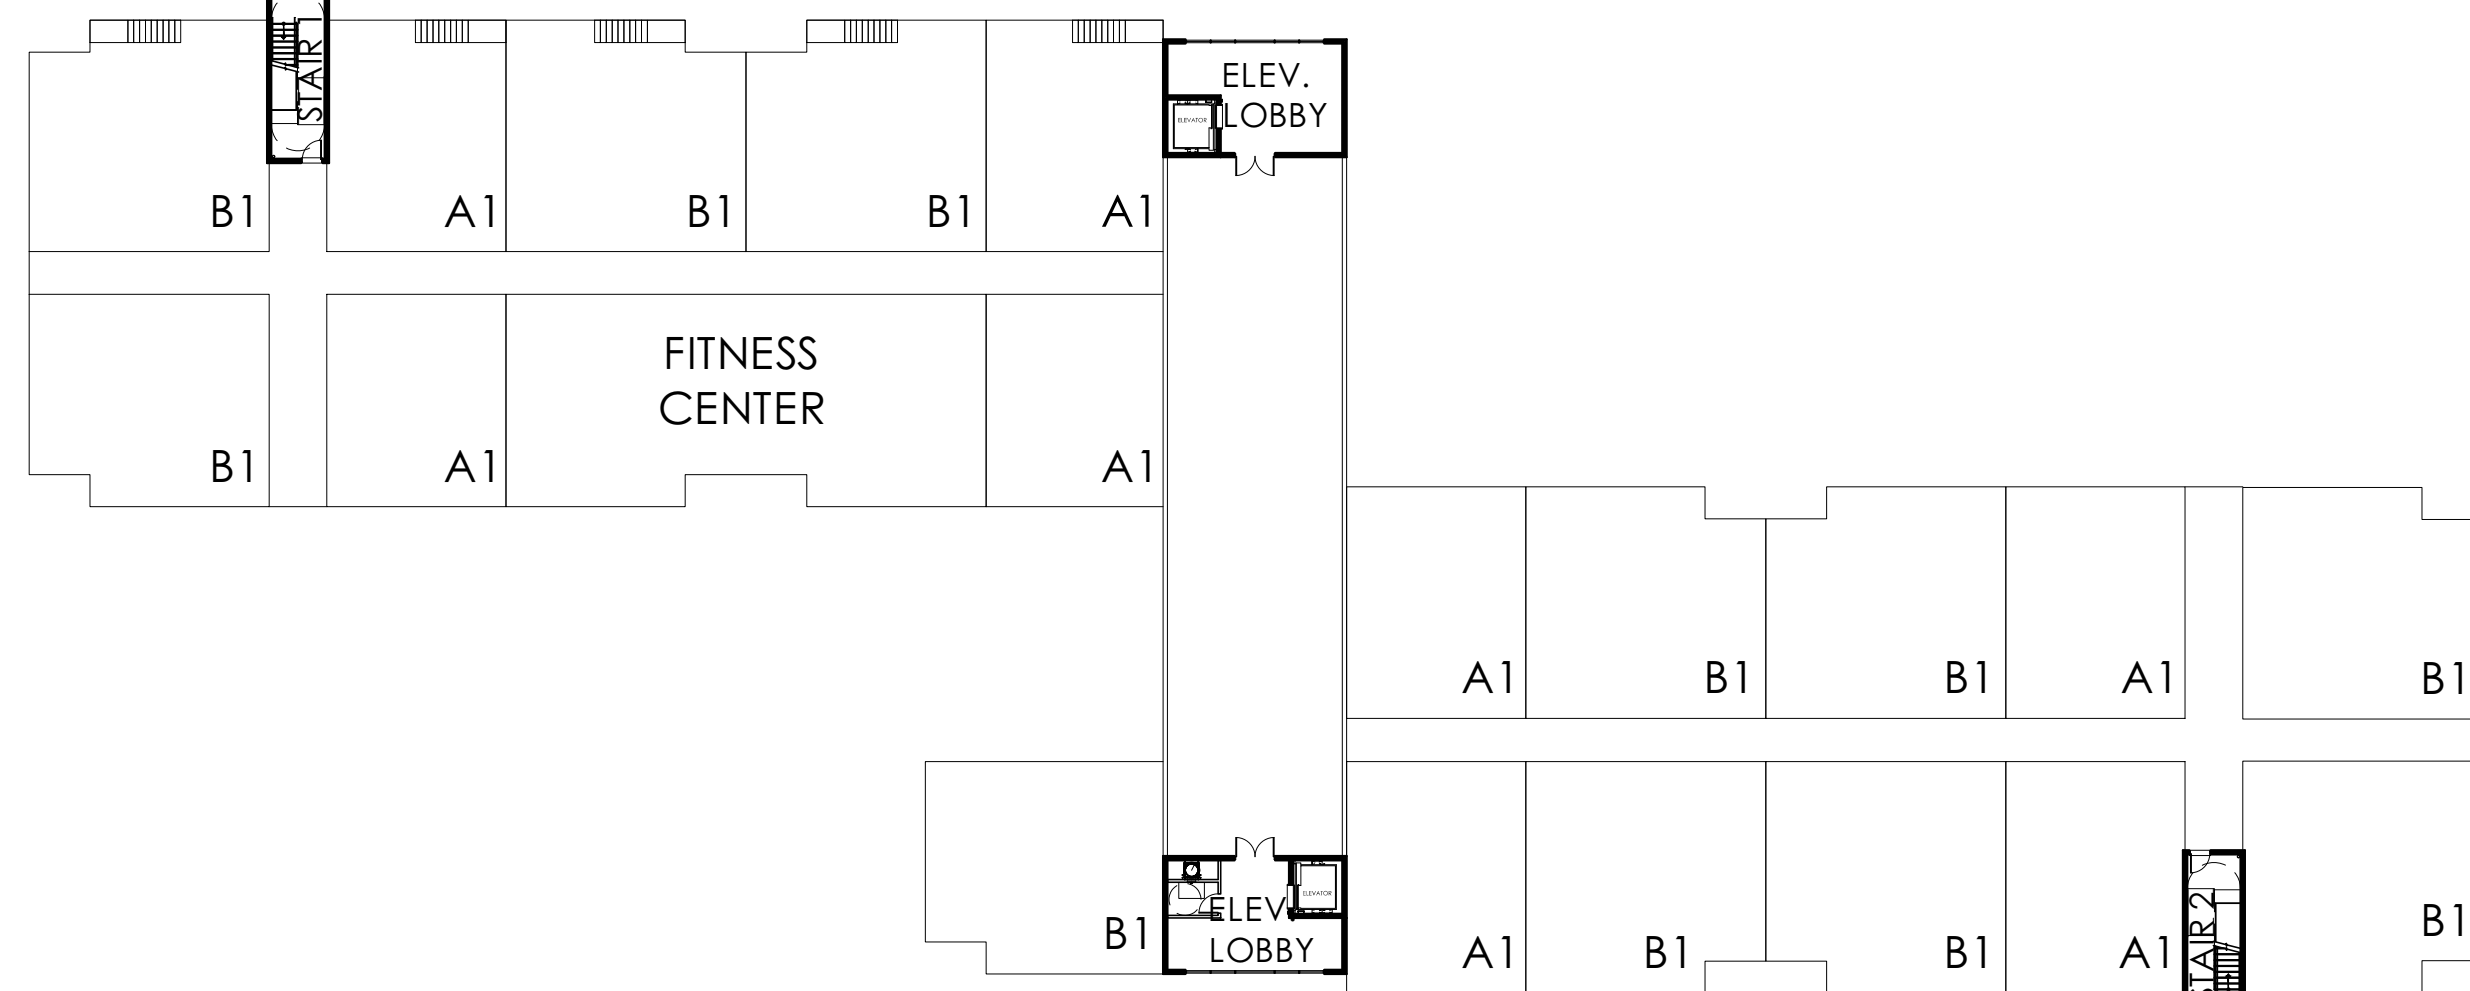 STAIR 1
ELEV.
LOBBY
ELEVATOR
B1
A1
B1
B1
A1
FITNESS
CENTER
B1
A1
A1
A1
B1
B1
A1
B1
ELEVATOR
ELEV.
LOBBY
B1
A1
B1
B1
A1
STAIR 2
B1